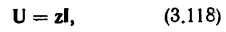 U = zI, (3.118)